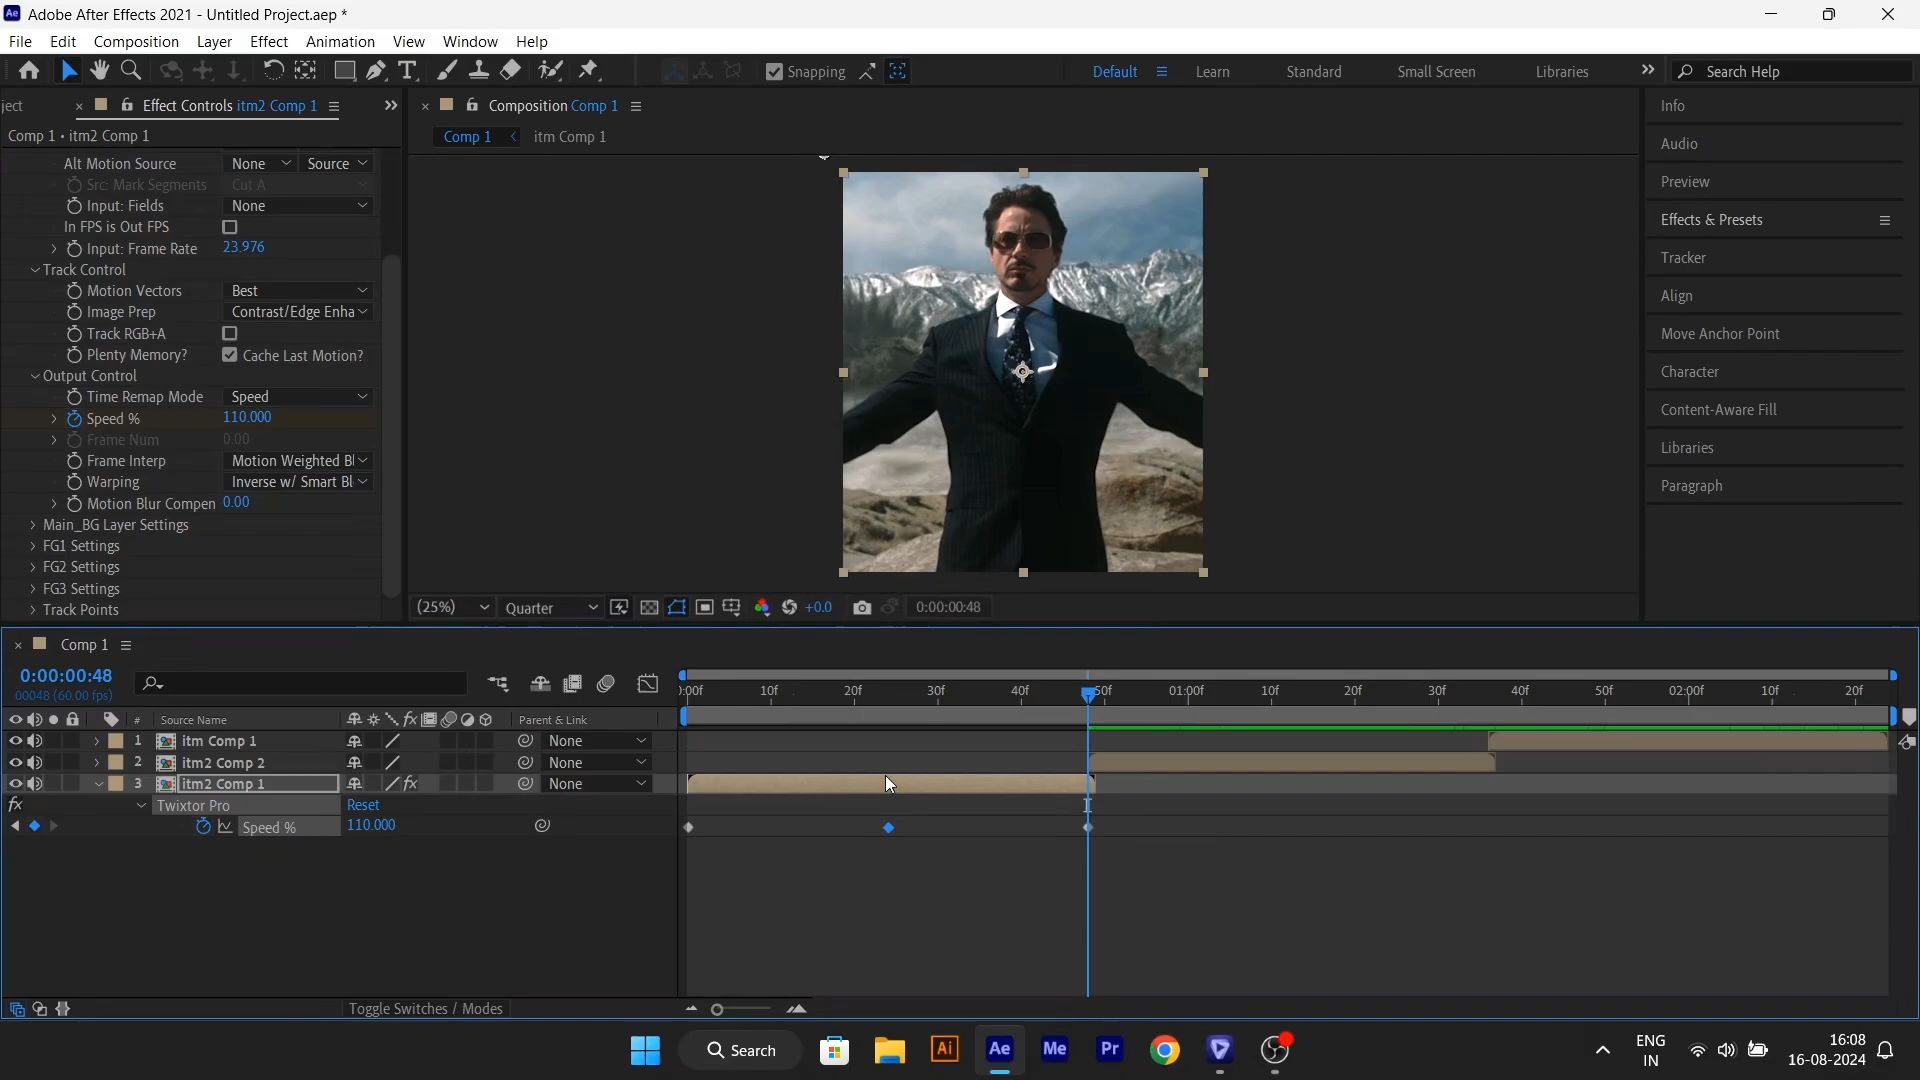 Adobe After Effects 2021 - Untitled Project.aep *
File Edit Composition Layer Effect Animation View Window Help
Snapping Default Learn Standard Small Screen Libraries Search Help
ject Effect Controls itm2 Comp 1
Comp 1 • itm2 Comp 1
Alt Motion Source None Source
Src: Mark Segments Cut A
Input: Fields None
In FPS is Out FPS
Input: Frame Rate 23.976
Track Control
Motion Vectors Best
Image Prep Contrast/Edge Enha
Track RGB+A
Plenty Memory? Cache Last Motion?
Output Control
Time Remap Mode Speed
Speed % 110.000
Frame Num 0.00
Frame Interp Motion Weighted Bl
Warping Inverse w/ Smart Bl
Motion Blur Compen 0.00
Main_BG Layer Settings
FG1 Settings
FG2 Settings
FG3 Settings
Track Points
Composition Comp 1
Comp 1 itm Comp 1
(25%) Quarter +0.0 0:00:00:48
Info
Audio
Preview
Effects & Presets
Tracker
Align
Move Anchor Point
Character
Content-Aware Fill
Libraries
Paragraph
Comp 1
0:00:00:48
00048 (60.00 fps)
):00f 10f 20f 30f 40f 50f 01:00f 10f 20f 30f 40f 50f 02:00f 10f 20f
# Source Name Parent & Link
1 itm Comp 1 None
2 itm2 Comp 2 None
3 itm2 Comp 1 None
fx Twixtor Pro Reset
Speed % 110.000
Toggle Switches / Modes
Search Ai Ae Me Pr
ENG
IN
16:08
16-08-2024